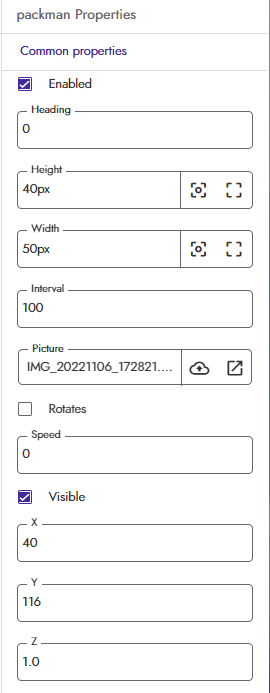 packman Properties
Common properties
Enabled
Heading
0
Height
40px
Width
50px
Interval
100
Picture
IMG_20221106_172821....
Rotates
Speed
0
Visible
X
40
Y
116
Z
1.0